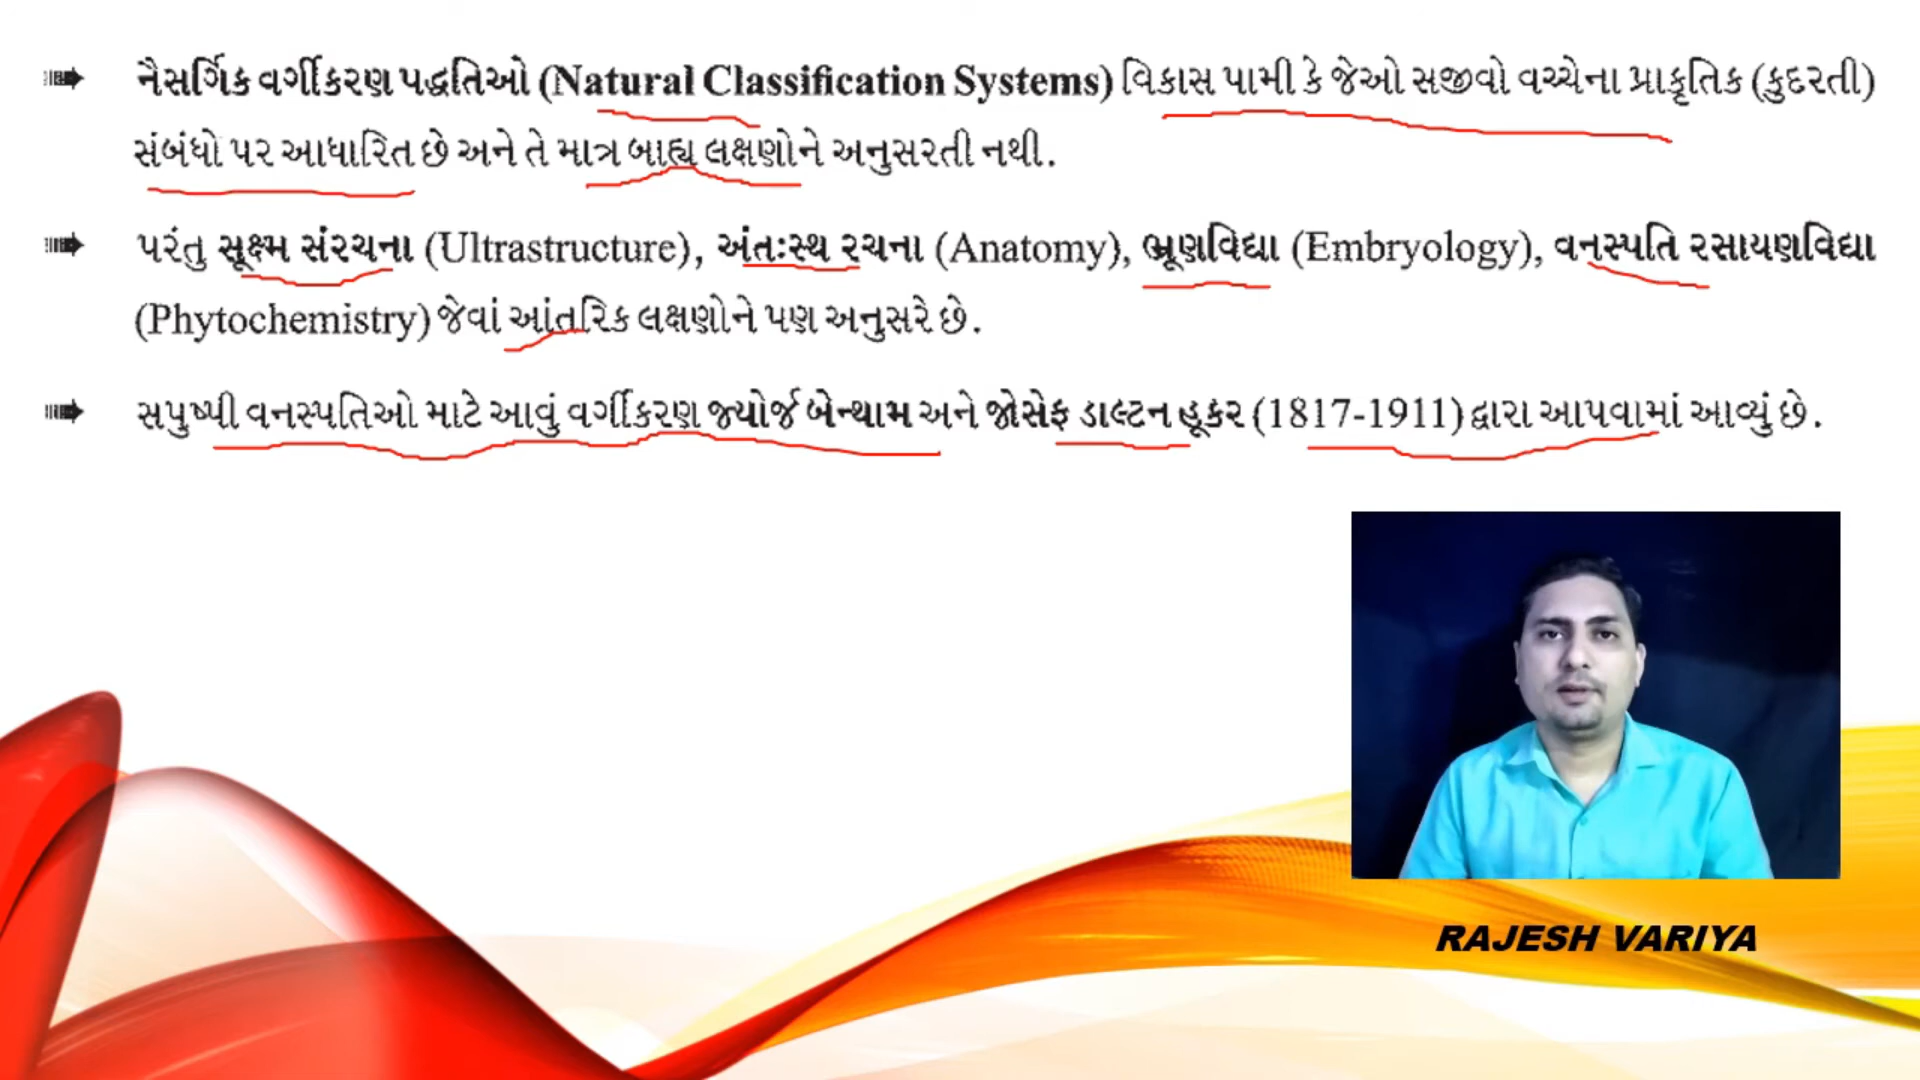 નૈસર્ગિક વર્ગીકરણ પદ્ધતિઓ (Natural Classification Systems) વિકાસ પામી કે જેઓ સજીવો વચ્ચેના પ્રાકૃતિક (કુદરતી)
સંબંધો પર આધારિત છે અને તે માત્ર બાહ્ય લક્ષણોને અનુસરતી નથી.
પરંતુ સૂક્ષ્મ સંરચના (Ultrastructure), અંતઃસ્થ રચના (Anatomy), ભ્રૂણવિદ્યા (Embryology), વનસ્પતિ રસાયણવિદ્યા
(Phytochemistry) જેવાં આંતરિક લક્ષણોને પણ અનુસરે છે.
સપુષ્પી વનસ્પતિઓ માટે આવું વર્ગીકરણ જ્યોર્જ બેન્થામ અને જોસેફ ડાલ્ટન હૂકર (1817-1911) દ્વારા આપવામાં આવ્યું છે.
RAJESH VARIYA